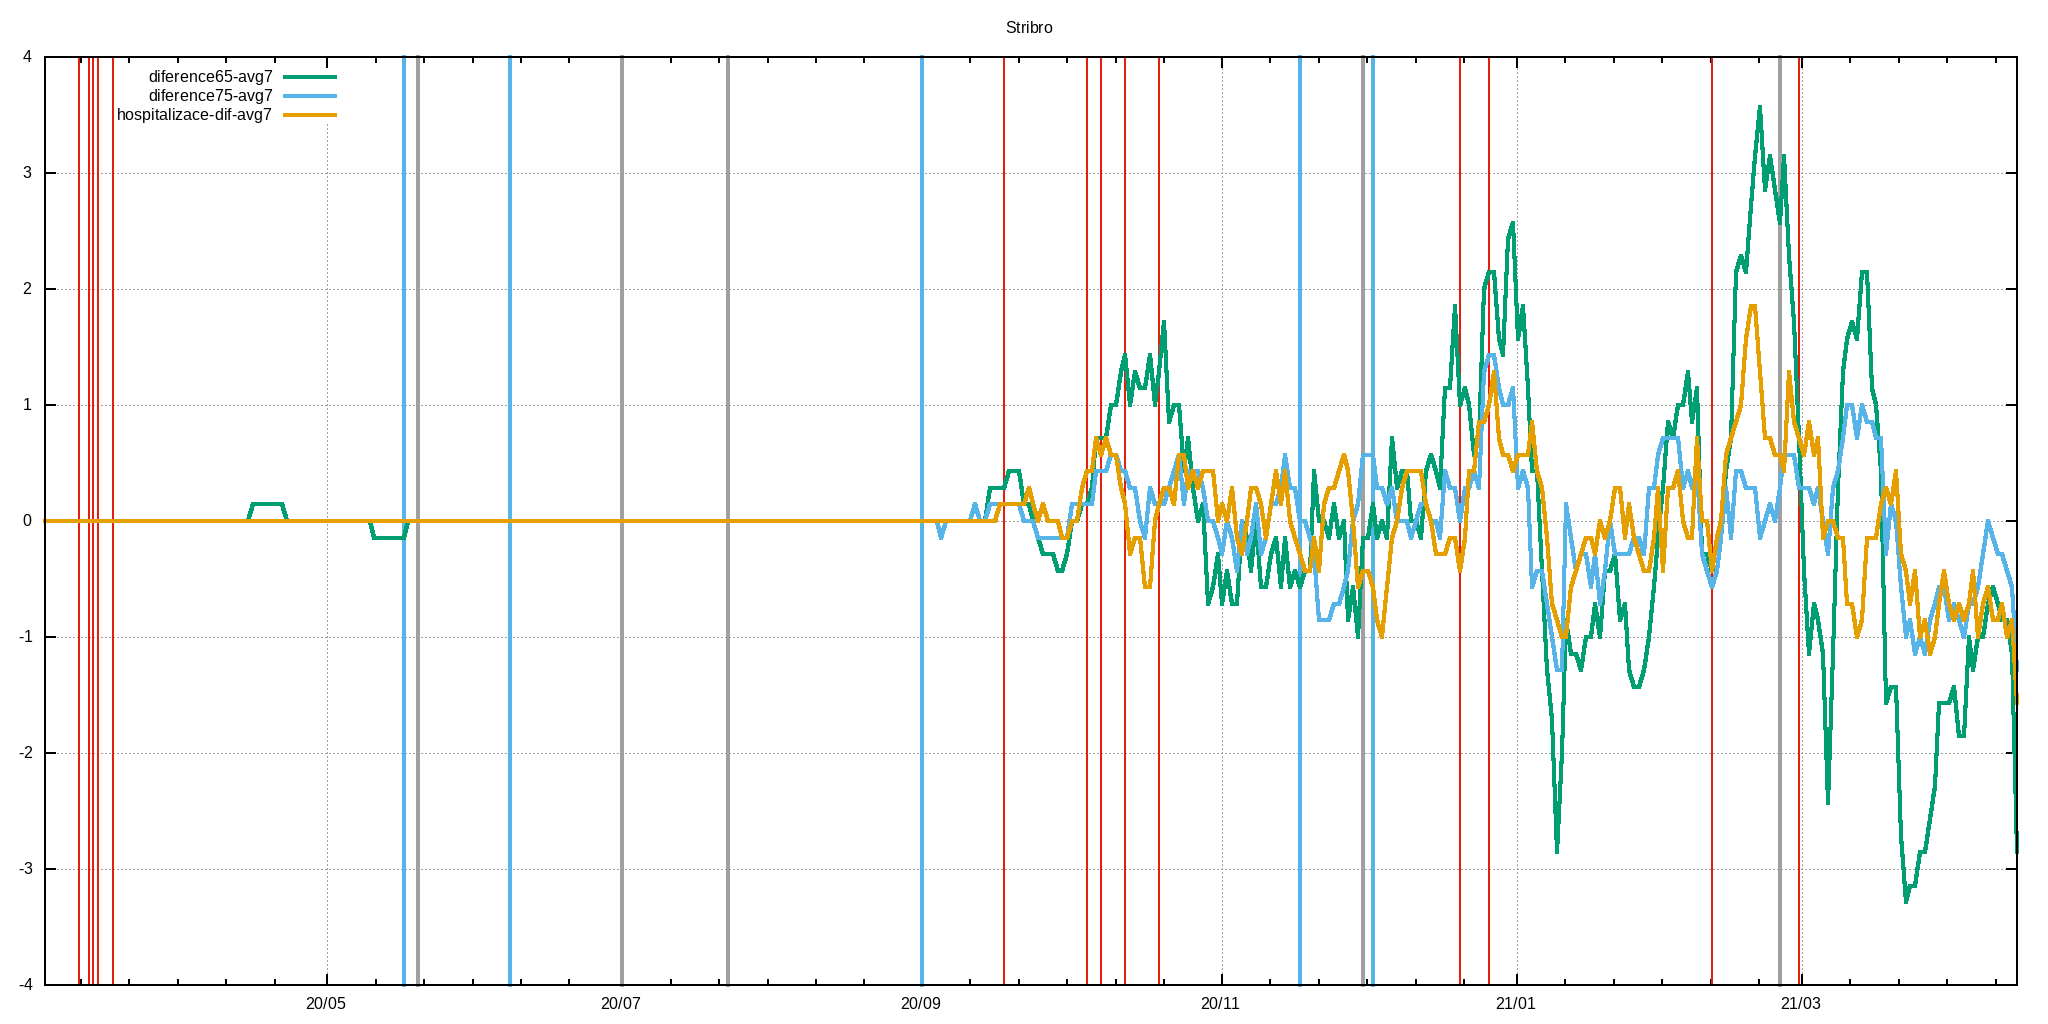 Stribro
4
diference65-avg7
diference75-avg7
hospitalizace-dif-avg7
3
2
1
0
-1
-2
-3
-4
20/05 20/07 20/09 20/11 21/01 21/03